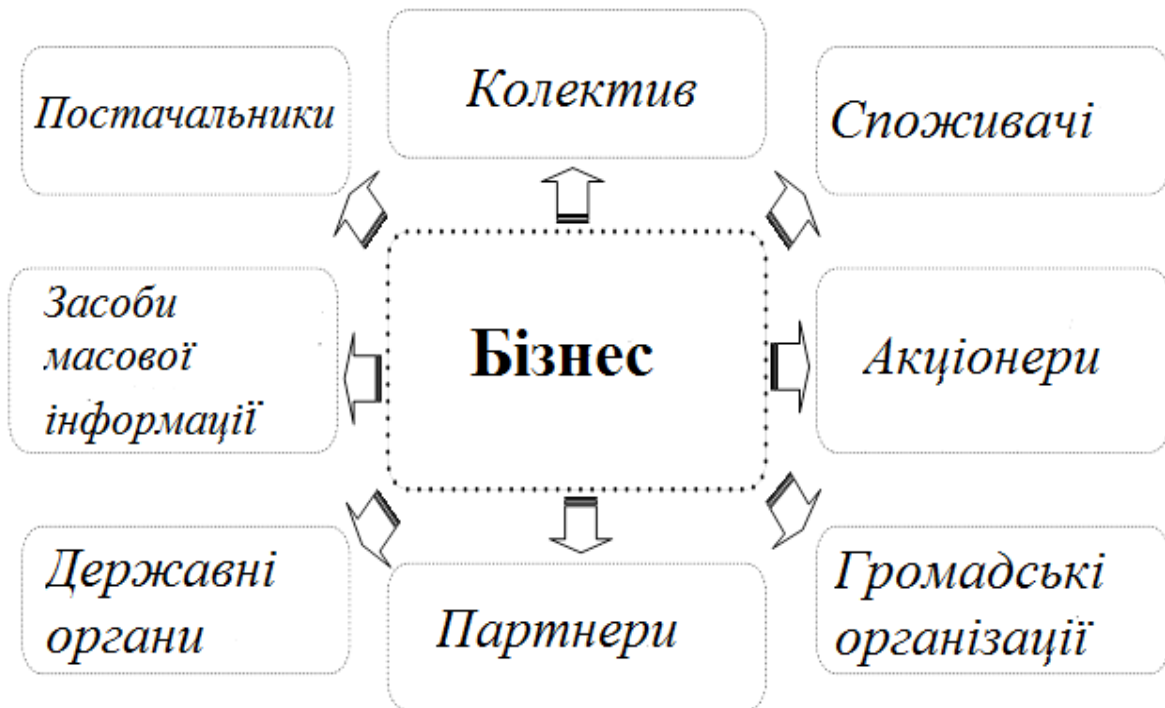 Постачальники
Колектив
Споживачі
Засоби
масової
інформації
Бізнес
Акціонери
Державні
органи
Партнери
Громадські
організації